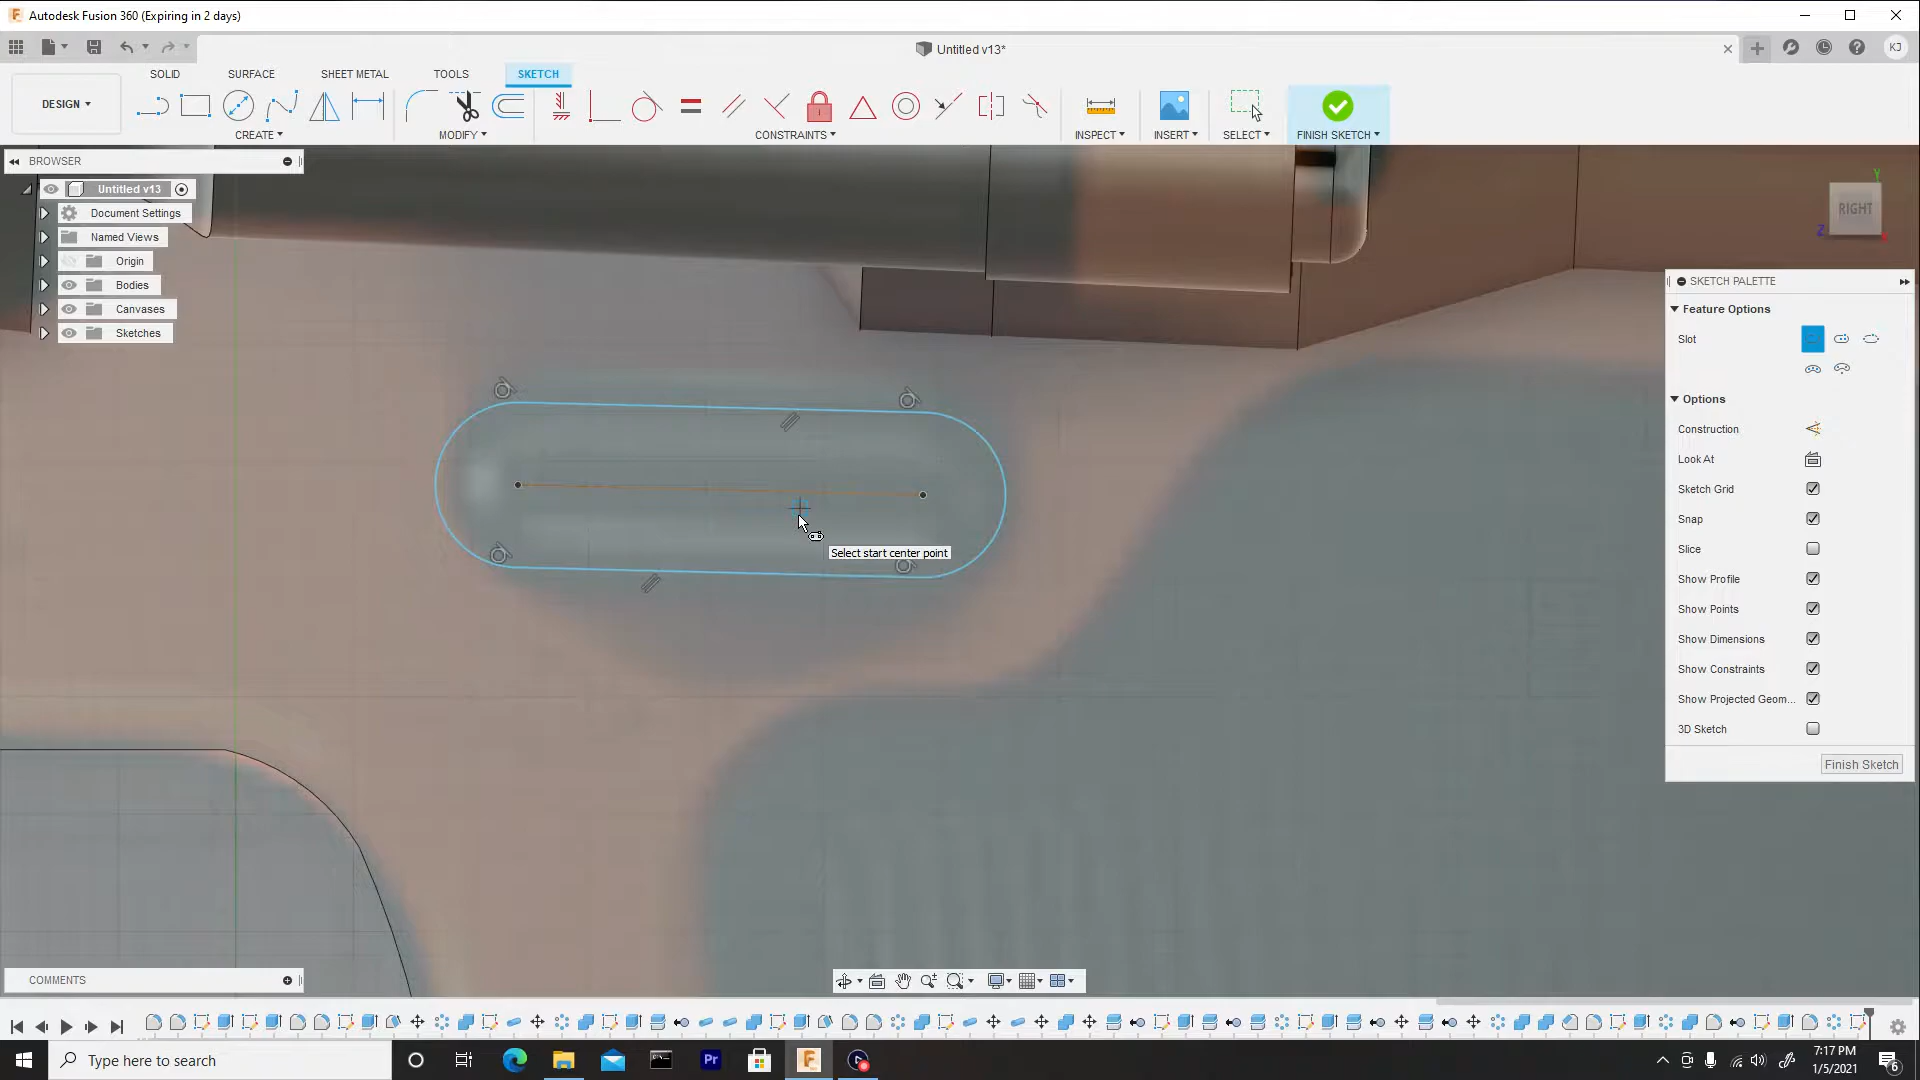 Autodesk Fusion 360 (Expiring in 2 days)
Untitled v13*
KJ
DESIGN
SOLID
SURFACE
SHEET METAL
TOOLS
SKETCH
CREATE
MODIFY
CONSTRAINTS
INSPECT
INSERT
SELECT
FINISH SKETCH
BROWSER
Untitled v13
Document Settings
Named Views
Origin
Bodies
Canvases
Sketches
Y
RIGHT
Z
X
SKETCH PALETTE
Feature Options
Slot
Options
Construction
Look At
Sketch Grid
Snap
Slice
Show Profile
Show Points
Show Dimensions
Show Constraints
Show Projected Geom...
3D Sketch
Finish Sketch
Select start center point
COMMENTS
Type here to search
Pr
F
7:17 PM
1/5/2021
6